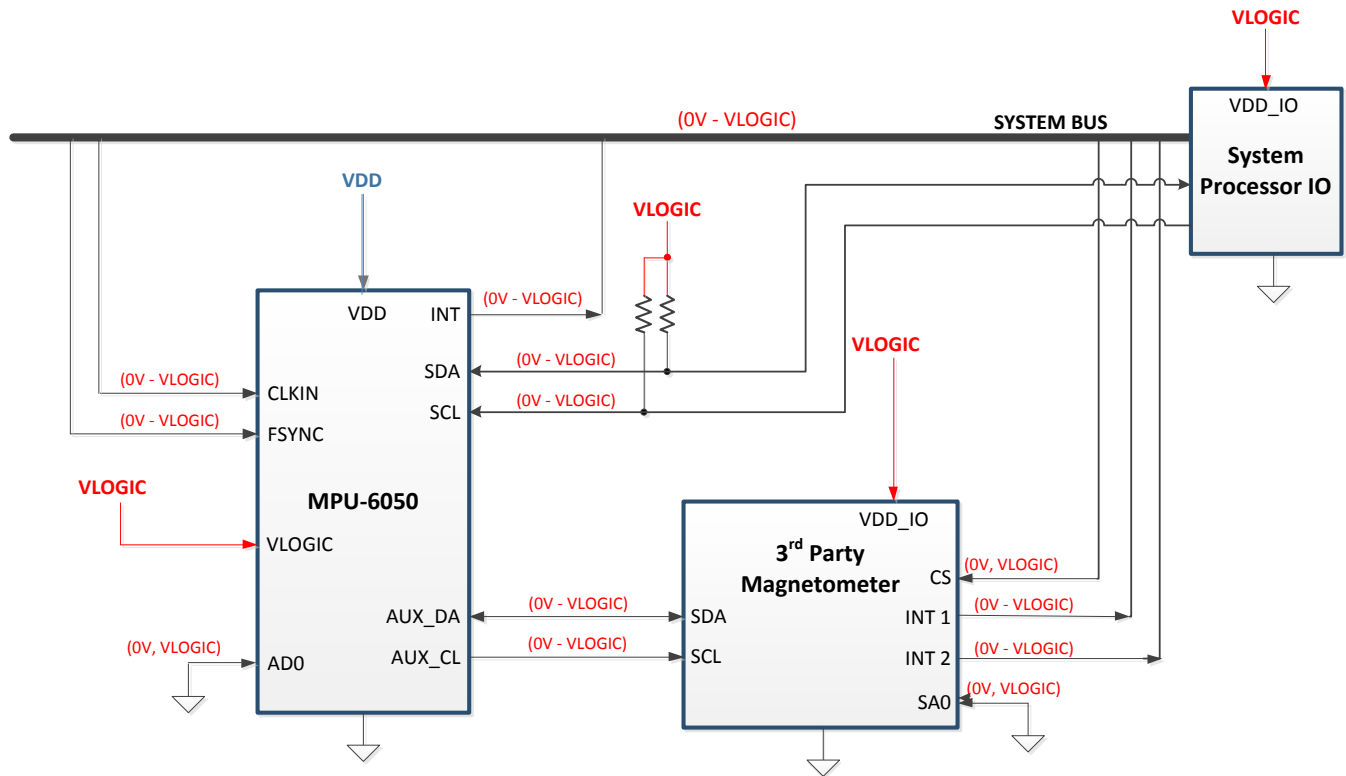 VLOGIC
VDD_IO
System
Processor IO
(0V - VLOGIC)
SYSTEM BUS
VDD
VLOGIC
VDD
INT
(0V - VLOGIC)
SDA
(0V - VLOGIC)
SCL
(0V - VLOGIC)
(0V - VLOGIC)
CLKIN
(0V - VLOGIC)
FSYNC
VLOGIC
VLOGIC
MPU-6050
VLOGIC
AUX_DA
(0V - VLOGIC)
AUX_CL
(0V - VLOGIC)
(0V, VLOGIC)
AD0
VDD_IO
3rd Party
Magnetometer
CS
(0V, VLOGIC)
SDA
INT 1
(0V - VLOGIC)
SCL
INT 2
(0V - VLOGIC)
SA0
(0V, VLOGIC)